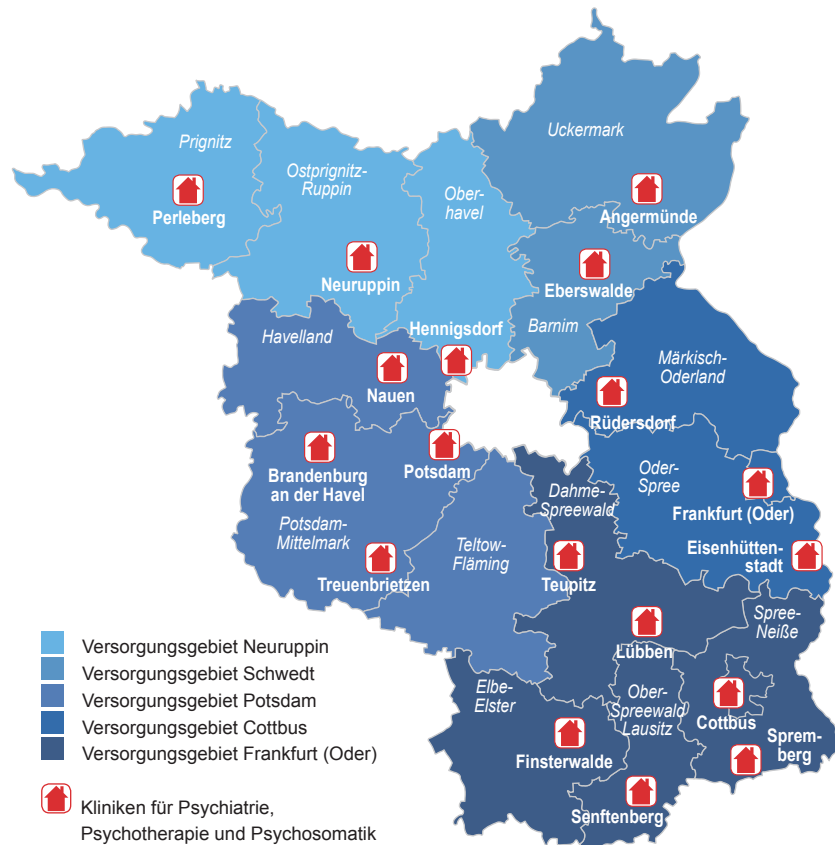 Uckermark
Prignitz
Ostprignitz-
Ruppin
Ober-
havel
Perleberg
Angermünde
Neuruppin
Eberswalde
Havelland
Hennigsdorf
Barnim
Märkisch-
Oderland
Nauen
Rüdersdorf
Brandenburg
an der Havel
Potsdam
Oder-
Spree
Dahme-
Spreewald
Frankfurt (Oder)
Potsdam-
Mittelmark
Teltow-
Fläming
Eisenhütten-
stadt
Treuenbrietzen
Teupitz
Spree-
Neiße
Lübben
Elbe-
Elster
Ober-
Spreewald
Lausitz
Cottbus
Sprem-
berg
Finsterwalde
Senftenberg
Versorgungsgebiet Neuruppin
Versorgungsgebiet Schwedt
Versorgungsgebiet Potsdam
Versorgungsgebiet Cottbus
Versorgungsgebiet Frankfurt (Oder)
Kliniken für Psychiatrie,
Psychotherapie und Psychosomatik